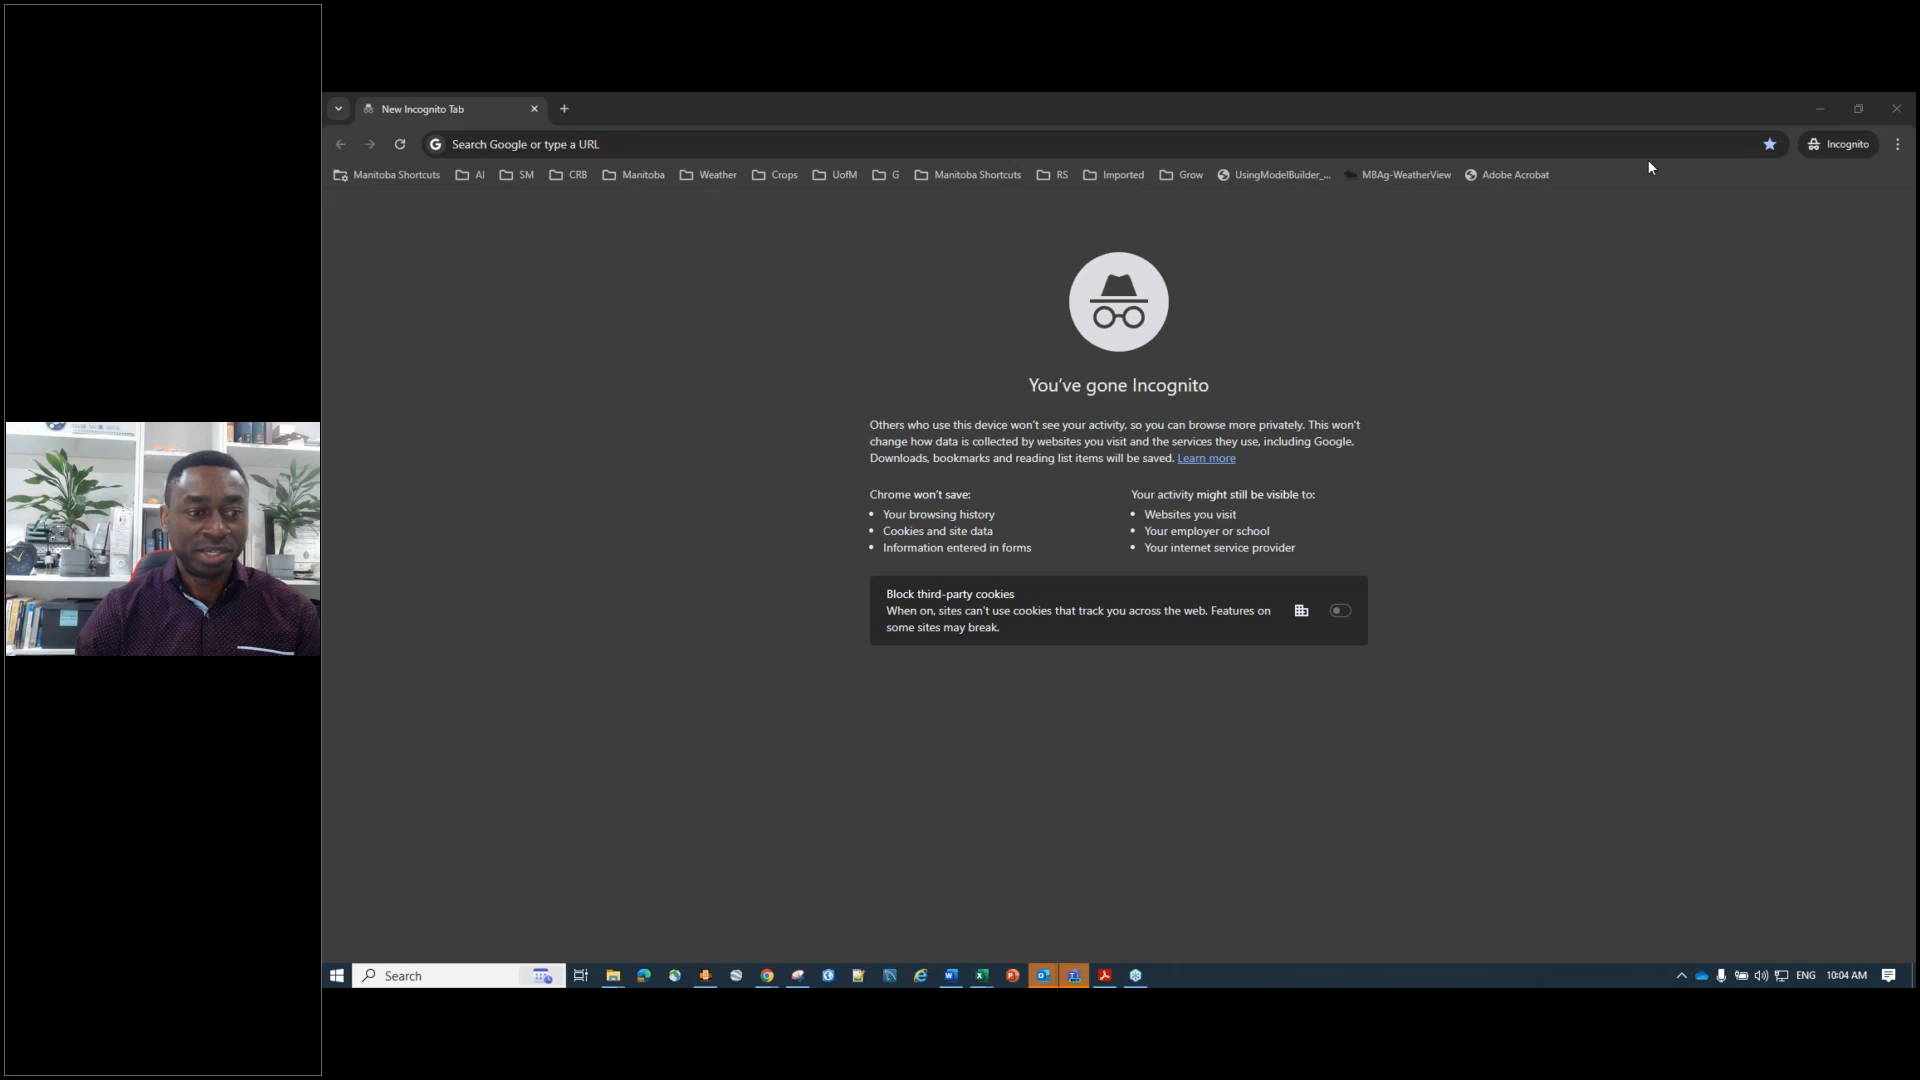 New Incognito Tab
Search Google or type a URL
Incognito
Manitoba Shortcuts AI SM CRB Manitoba Weather Crops UofM G Manitoba Shortcuts RS Imported Grow UsingModelBuilder_... MBAg-WeatherView Adobe Acrobat
You've gone Incognito
Others who use this device won't see your activity, so you can browse more privately. This won't
change how data is collected by websites you visit and the services they use, including Google.
Downloads, bookmarks and reading list items will be saved. Learn more
Chrome won't save:
• Your browsing history
• Cookies and site data
• Information entered in forms
Your activity might still be visible to:
• Websites you visit
• Your employer or school
• Your internet service provider
Block third-party cookies
When on, sites can't use cookies that track you across the web. Features on
some sites may break.
Search
ENG 10:04 AM